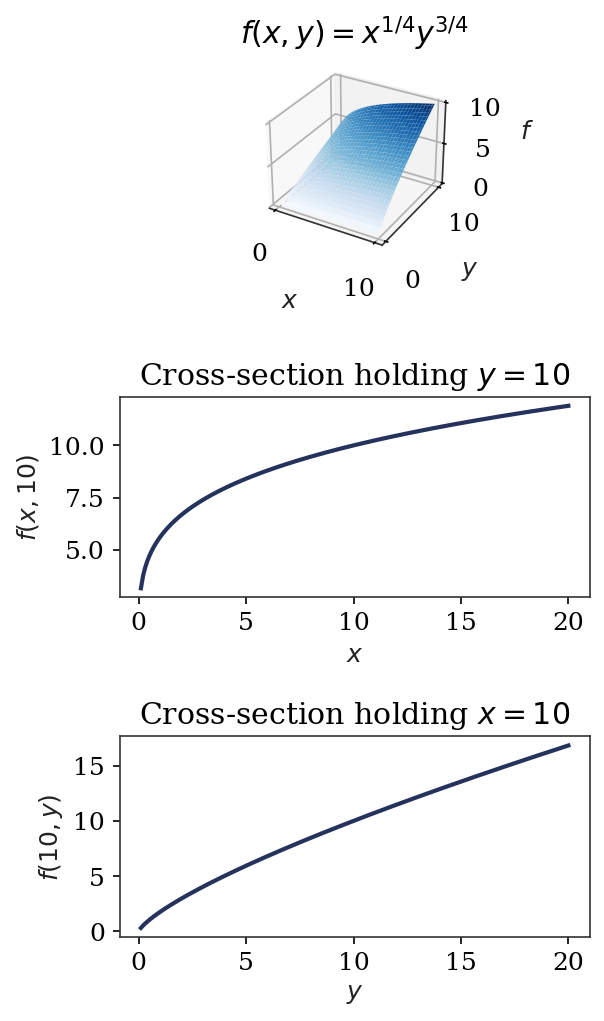 f(x, y) = x^{1/4}y^{3/4}
10
5
0
f
10
0
y
0
10
x
Cross-section holding y = 10
10.0
7.5
5.0
f(x, 10)
0 5 10 15 20
x
Cross-section holding x = 10
15
10
5
0
f(10, y)
0 5 10 15 20
y